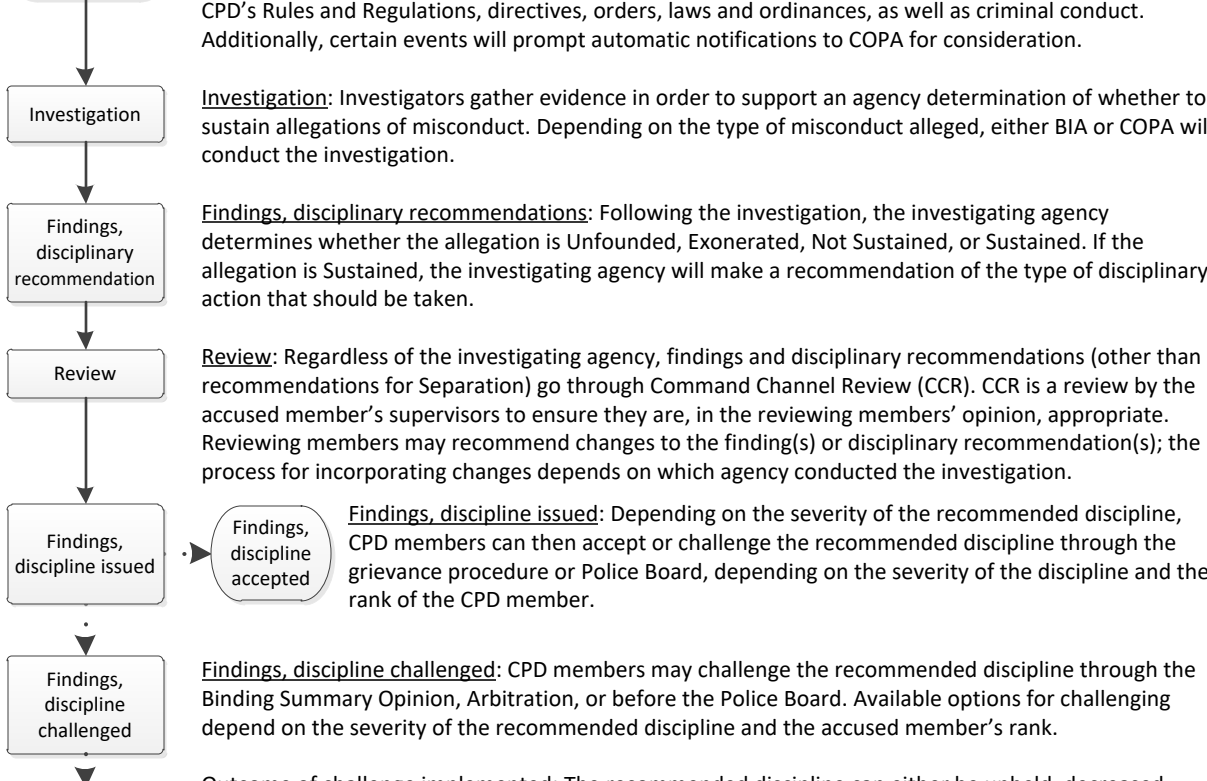 CPD's Rules and Regulations, directives, orders, laws and ordinances, as well as criminal conduct.
Additionally, certain events will prompt automatic notifications to COPA for consideration.
Investigation
Investigation: Investigators gather evidence in order to support an agency determination of whether to
sustain allegations of misconduct. Depending on the type of misconduct alleged, either BIA or COPA wil
conduct the investigation.
Findings,
disciplinary
recommendation
Findings, disciplinary recommendations: Following the investigation, the investigating agency
determines whether the allegation is Unfounded, Exonerated, Not Sustained, or Sustained. If the
allegation is Sustained, the investigating agency will make a recommendation of the type of disciplinary
action that should be taken.
Review
Review: Regardless of the investigating agency, findings and disciplinary recommendations (other than
recommendations for Separation) go through Command Channel Review (CCR). CCR is a review by the
accused member's supervisors to ensure they are, in the reviewing members' opinion, appropriate.
Reviewing members may recommend changes to the finding(s) or disciplinary recommendation(s); the
process for incorporating changes depends on which agency conducted the investigation.
Findings,
discipline issued
Findings,
discipline
accepted
Findings, discipline issued: Depending on the severity of the recommended discipline,
CPD members can then accept or challenge the recommended discipline through the
grievance procedure or Police Board, depending on the severity of the discipline and the
rank of the CPD member.
Findings,
discipline
challenged
Findings, discipline challenged: CPD members may challenge the recommended discipline through the
Binding Summary Opinion, Arbitration, or before the Police Board. Available options for challenging
depend on the severity of the recommended discipline and the accused member's rank.
Outcome of challenge implemented: The recommended discipline can either be upheld, decreased